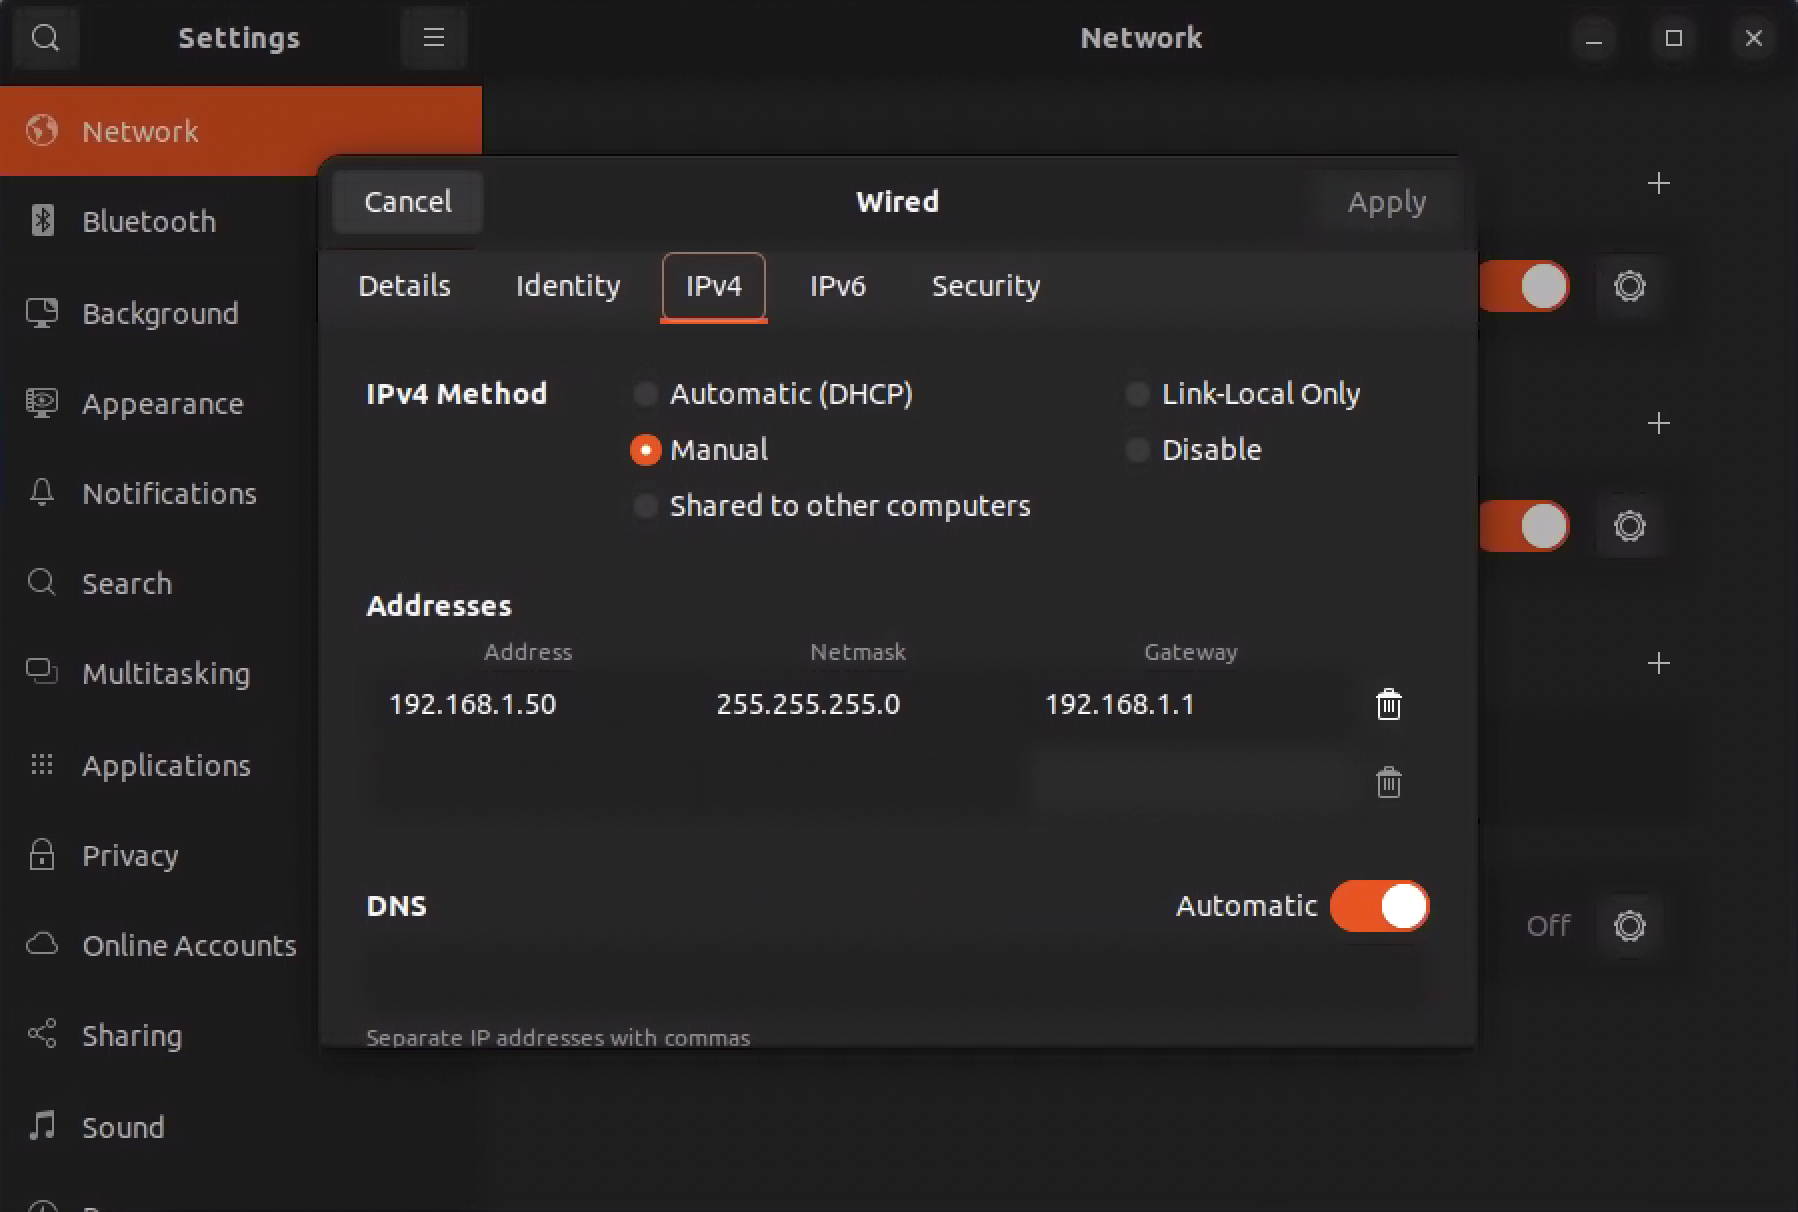 Settings
Network
Network
Bluetooth
Background
Appearance
Notifications
Search
Multitasking
Applications
Privacy
Online Accounts
Sharing
Sound
Cancel
Wired
Apply
Details
Identity
IPv4
IPv6
Security
IPv4 Method
Automatic (DHCP)
Link-Local Only
Manual
Disable
Shared to other computers
Addresses
Address
Netmask
Gateway
192.168.1.50
255.255.255.0
192.168.1.1
DNS
Automatic
Separate IP addresses with commas
Off